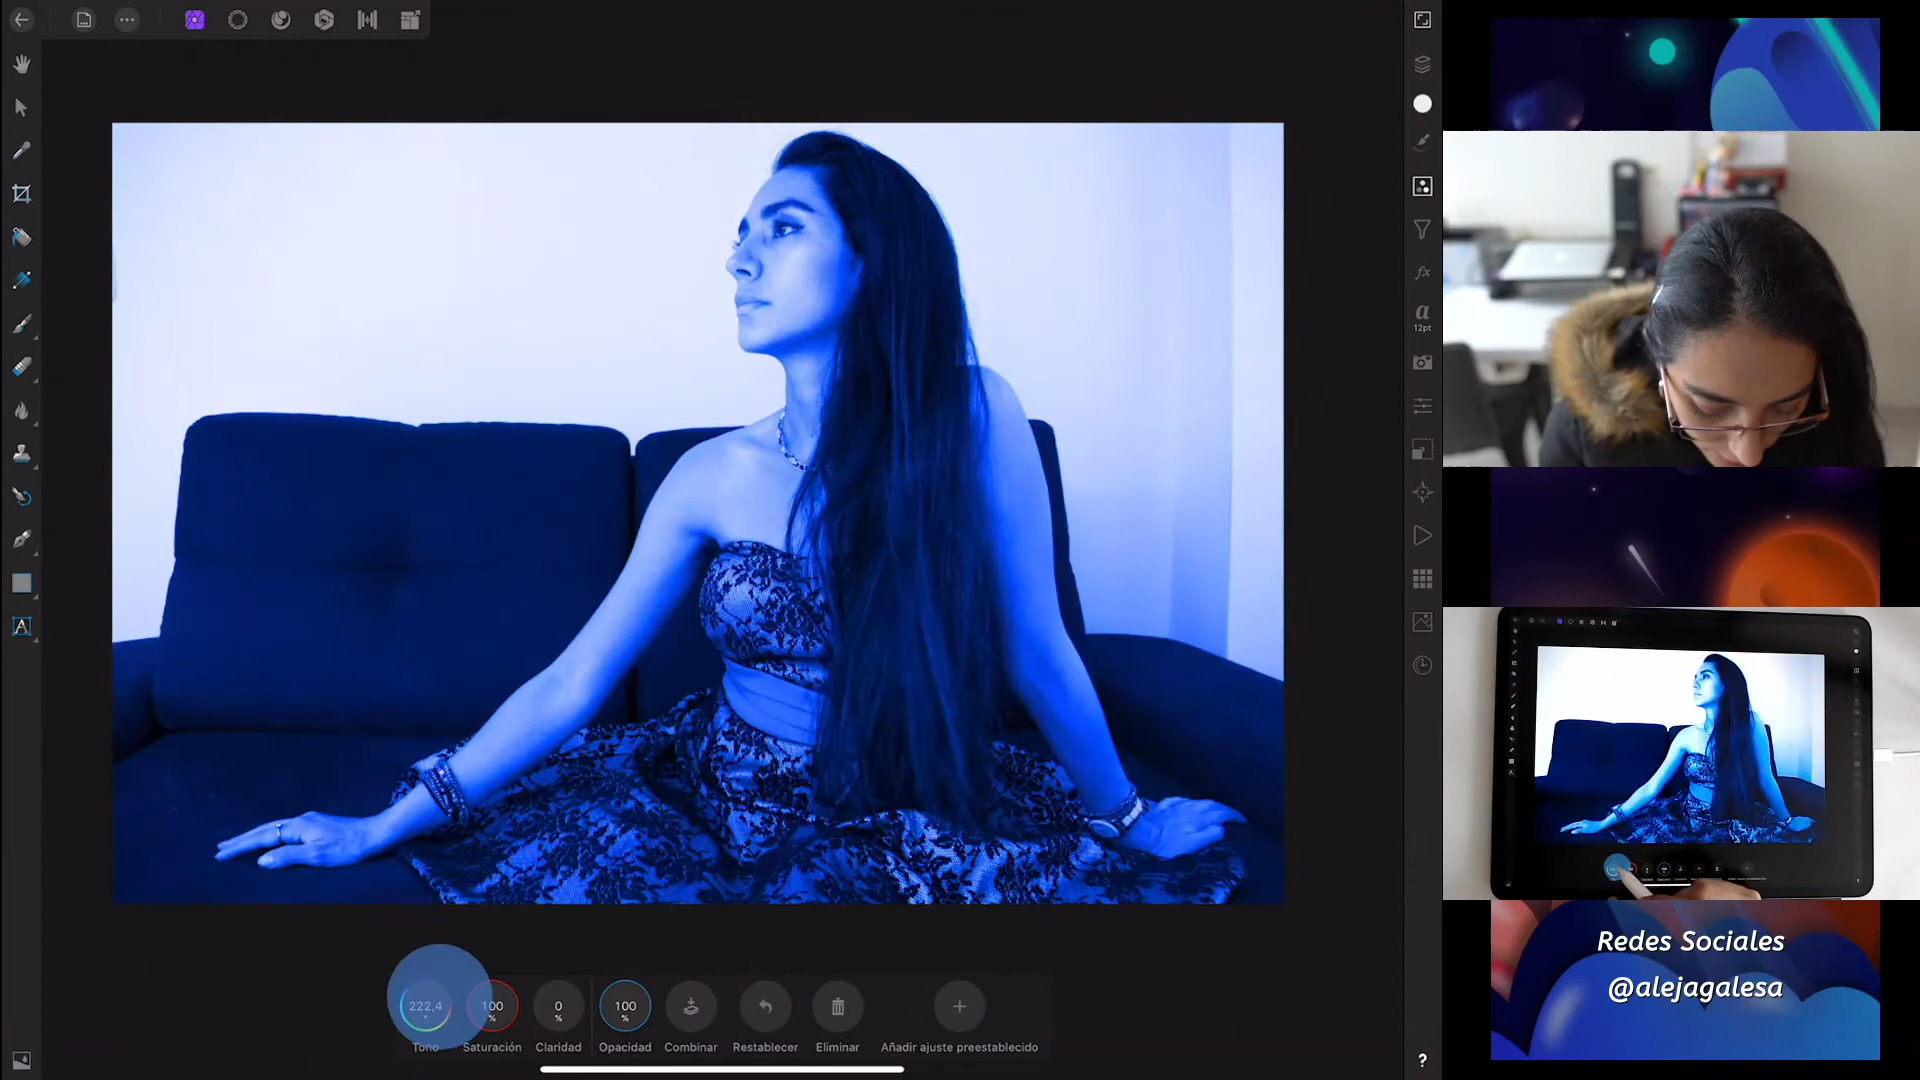 a
12pt
fx
A
?
222,4
°
100
%
0
%
100
%
Tono
Saturación
Claridad
Opacidad
Combinar
Restablecer
Eliminar
Añadir ajuste preestablecido
Redes Sociales
@alejagalesa